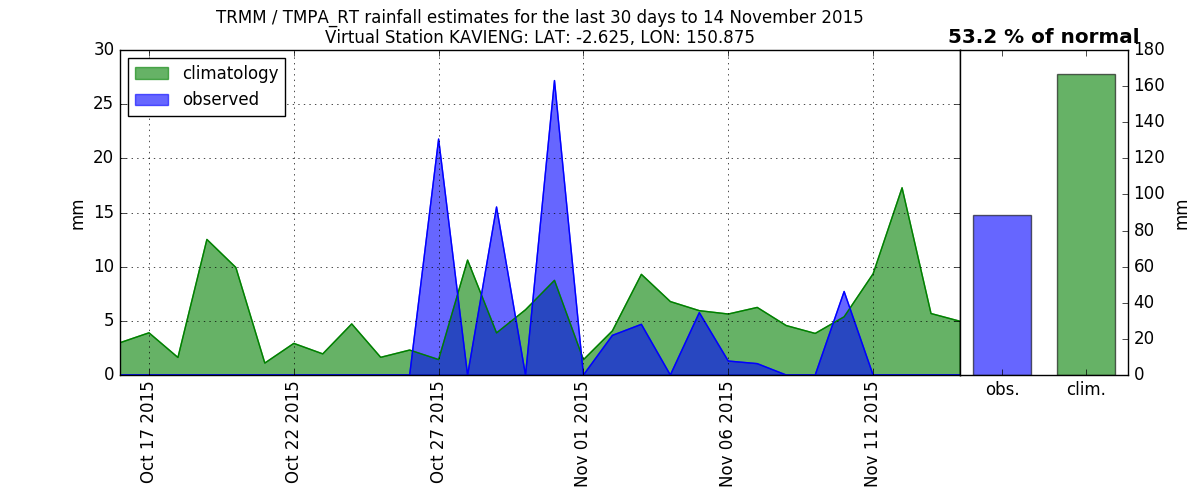 TRMM / TMPA_RT rainfall estimates for the last 30 days to 14 November 2015
Virtual Station KAVIENG: LAT: -2.625, LON: 150.875
53.2 % of normal
climatology
observed
30
25
20
15
10
5
0
mm
Oct 17 2015
Oct 22 2015
Oct 27 2015
Nov 01 2015
Nov 06 2015
Nov 11 2015
180
160
140
120
100
80
60
40
20
0
mm
obs.
clim.